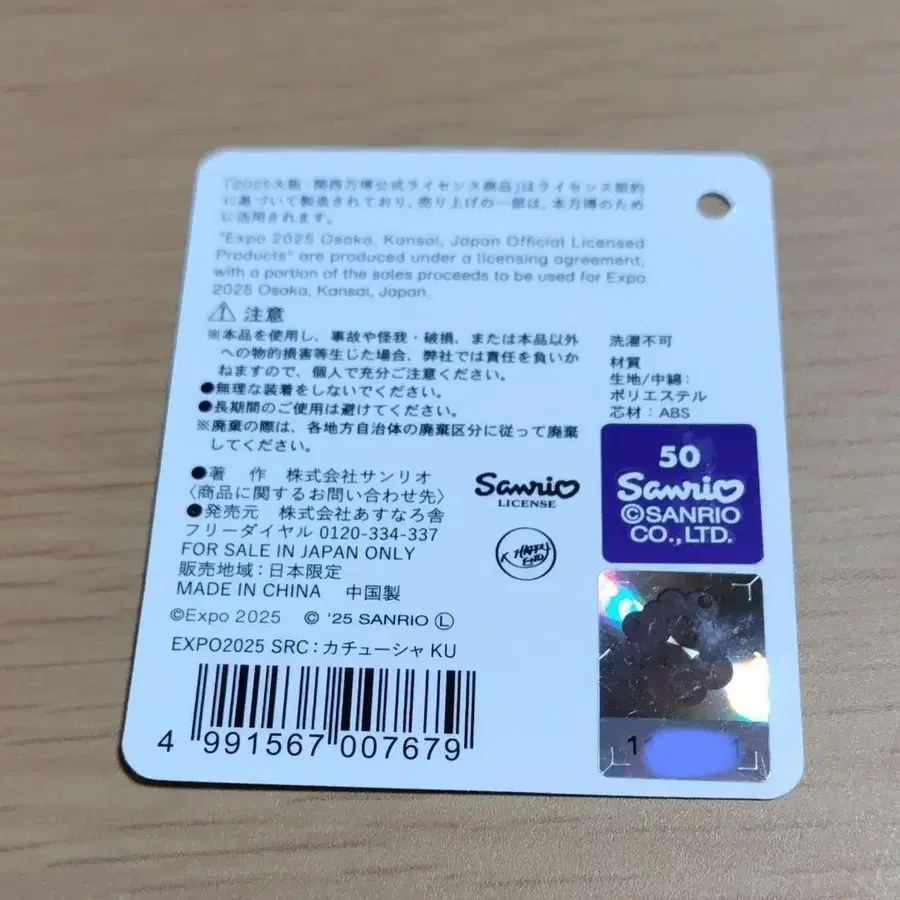 「2025大阪・関西万博公式ライセンス商品」はライセンス契約
に基づいて製造されており、売り上げの一部は、本万博のため
に活用されます。
"Expo 2025 Osaka, Kansai, Japan Official Licensed
Products" are produced under a licensing agreement,
with a portion of the sales proceeds to be used for Expo
2025 Osaka, Kansai, Japan.
注意
※本品を使用し、事故や怪我・破損、または本品以外
への物的損害等生じた場合、弊社では責任を負いか
ねますので、個人で充分ご注意ください。
●無理な装着をしないでください。
●長期間のご使用は避けてください。
※廃棄の際は、各地方自治体の廃棄区分に従って廃棄
してください。
洗濯不可
材質
生地/中綿:
ポリエステル
芯材:ABS
●著 作 株式会社サンリオ
〈商品に関するお問い合わせ先〉
●発売元 株式会社あすなろ舎
フリーダイヤル 0120-334-337
FOR SALE IN JAPAN ONLY
販売地域:日本限定
MADE IN CHINA 中国製
©Expo 2025 © '25 SANRIO Ⓛ
EXPO2025 SRC:カチューシャ KU
4 991567 007679
Sanrio
LICENSE
HAPPY
END
50
Sanrio
©SANRIO
CO.,LTD.
1 1